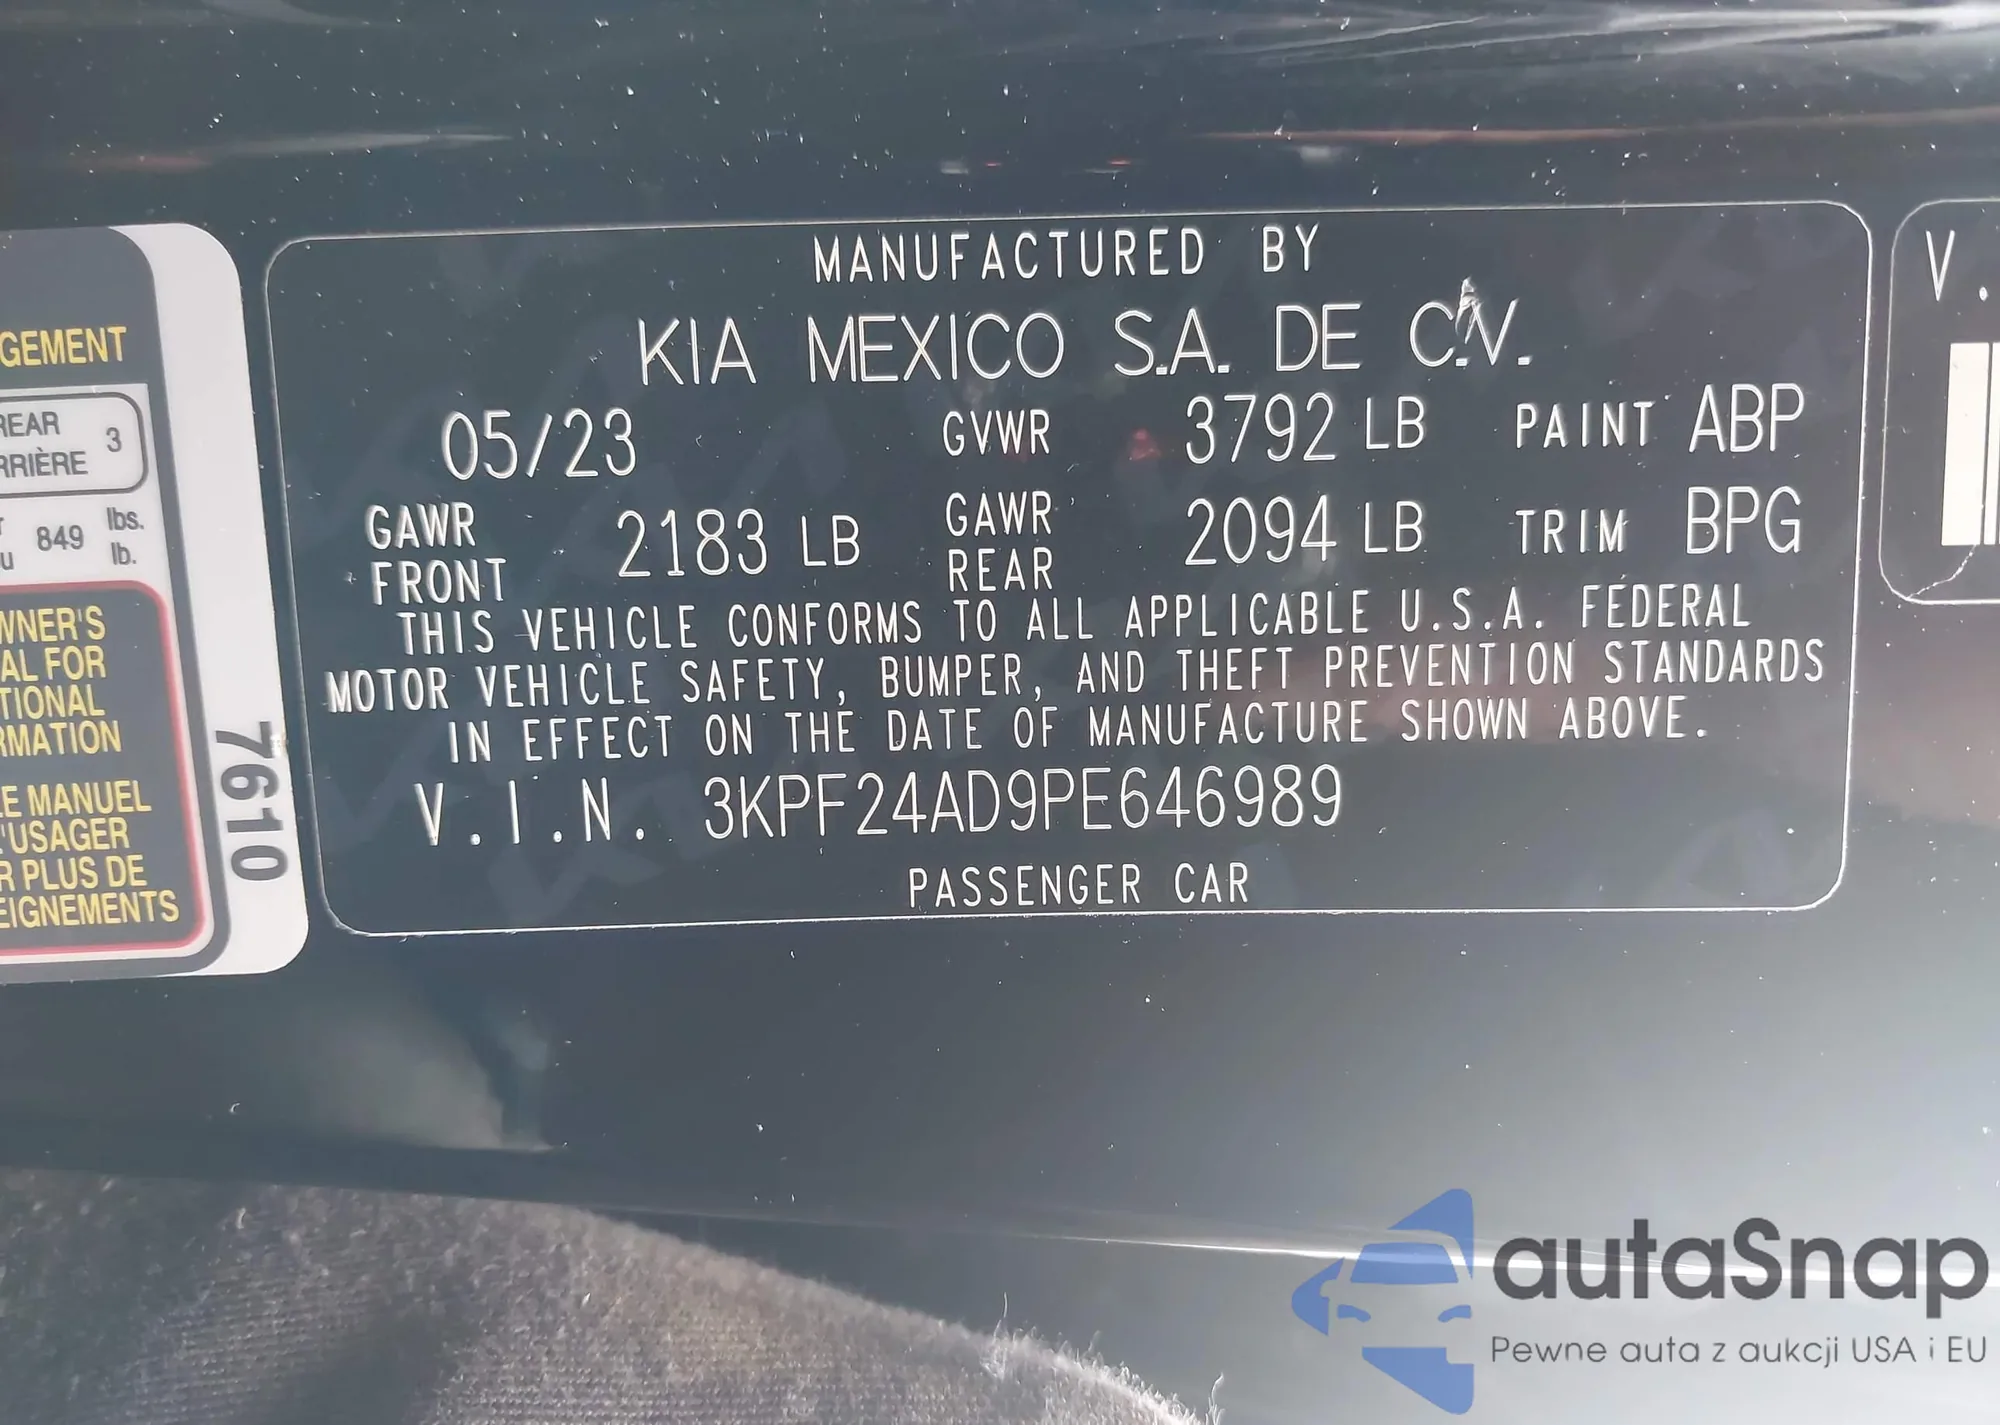 MANUFACTURED BY
KIA MEXICO S.A. DE C.V.
05/23 GVWR 3792 LB PAINT ABP
GAWR FRONT 2183 LB GAWR REAR 2094 LB TRIM BPG
THIS VEHICLE CONFORMS TO ALL APPLICABLE U.S.A. FEDERAL
MOTOR VEHICLE SAFETY, BUMPER, AND THEFT PREVENTION STANDARDS
IN EFFECT ON THE DATE OF MANUFACTURE SHOWN ABOVE.
V.I.N. 3KPF24AD9PE646989
PASSENGER CAR
GEMENT
REAR 3
RRIÈRE
849 lbs.
lb.
WNER'S
AL FOR
TIONAL
RMATION
LE MANUEL
L'USAGER
R PLUS DE
EIGNEMENTS
7610
V.
autaSnap
Pewne auta z aukcji USA i EU